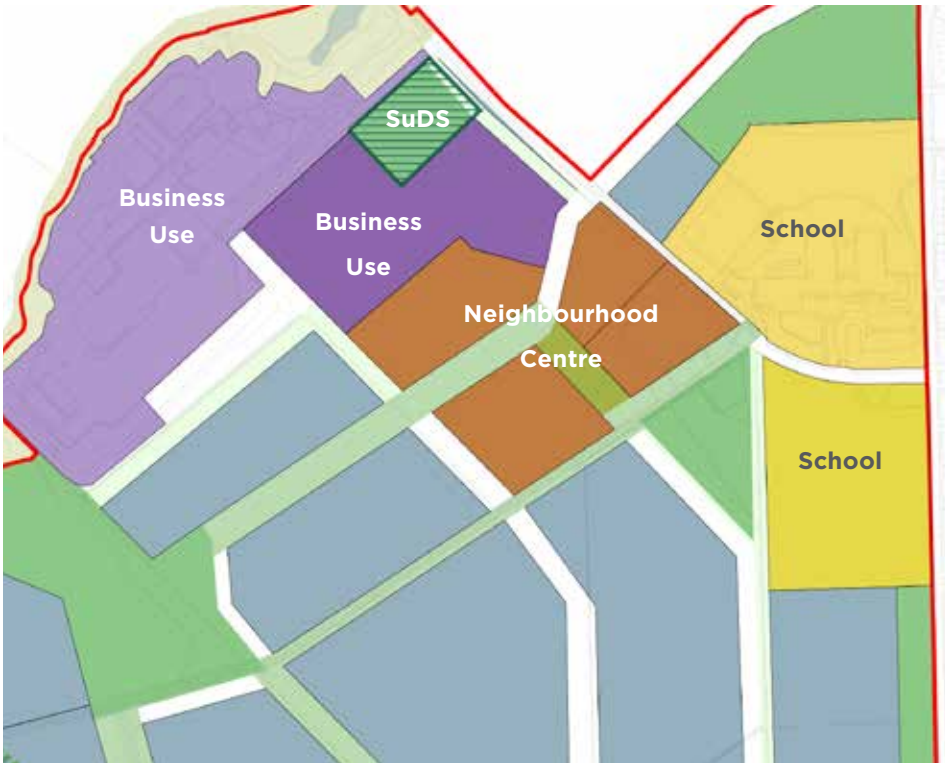 SuDS
Business
Use
Business
Use
School
Neighbourhood
Centre
School